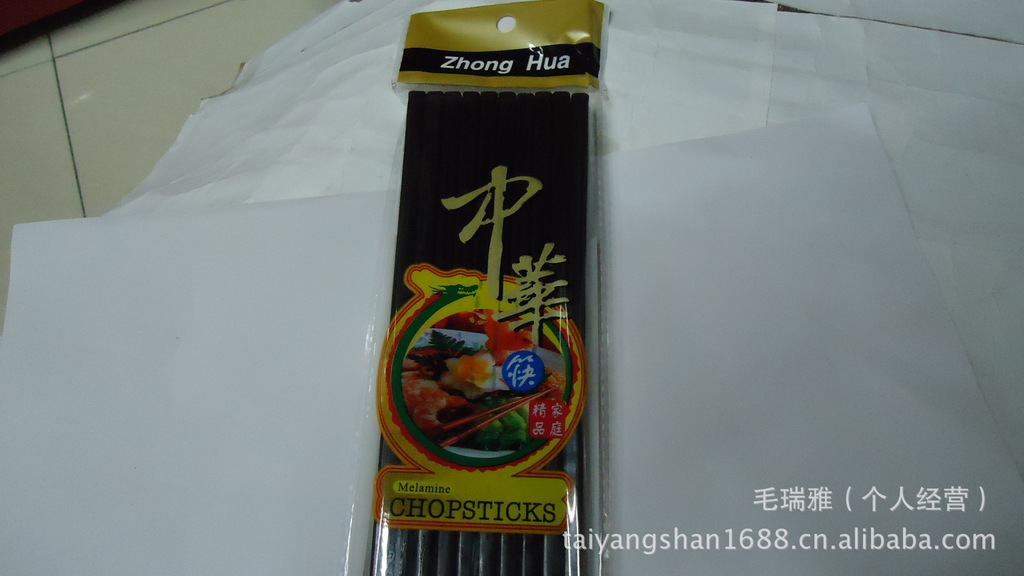 Zhong Hua
中華
筷
家庭
精品
Melamine
CHOPSTICKS
毛瑞雅（个人经营）
taiyangshan1688.cn.alibaba.com